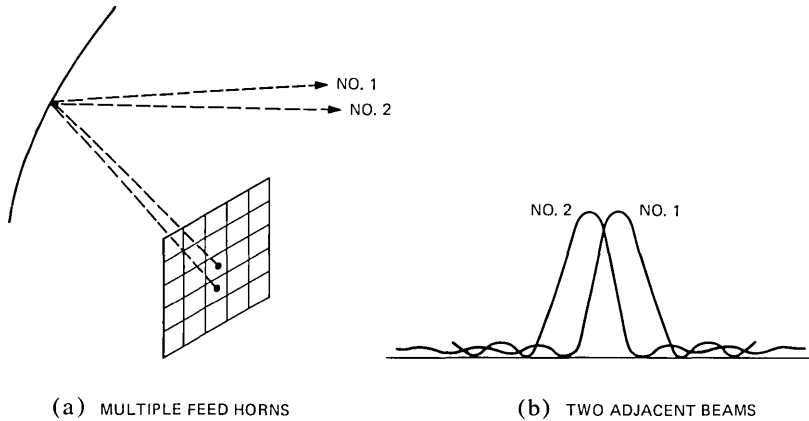 NO. 1
NO. 2
NO. 2
NO. 1
(a) MULTIPLE FEED HORNS
(b) TWO ADJACENT BEAMS